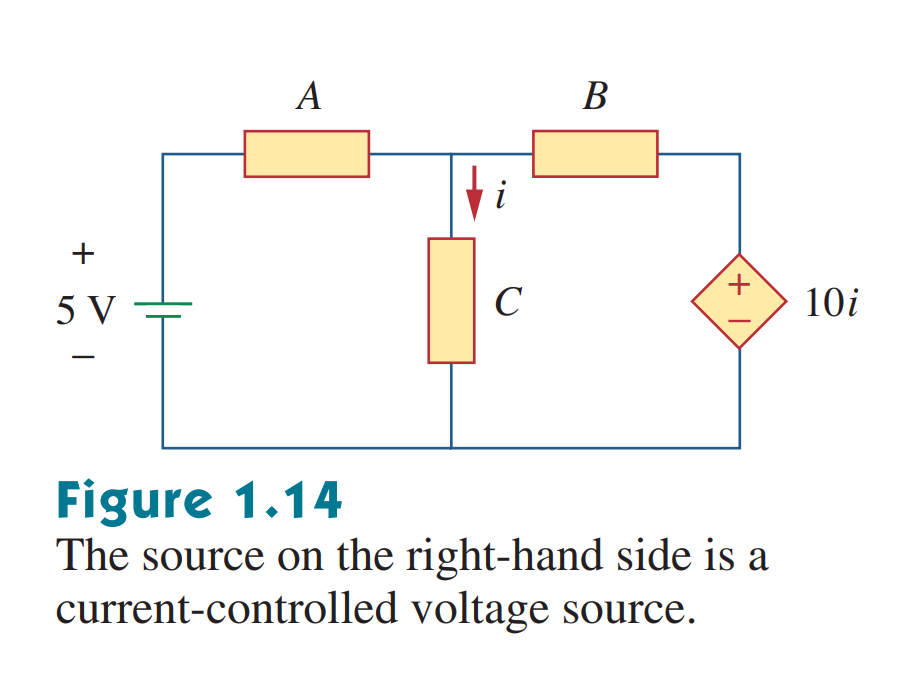 A
B
i
+
5 V
−
C
+
−
10i
Figure 1.14
The source on the right-hand side is a
current-controlled voltage source.